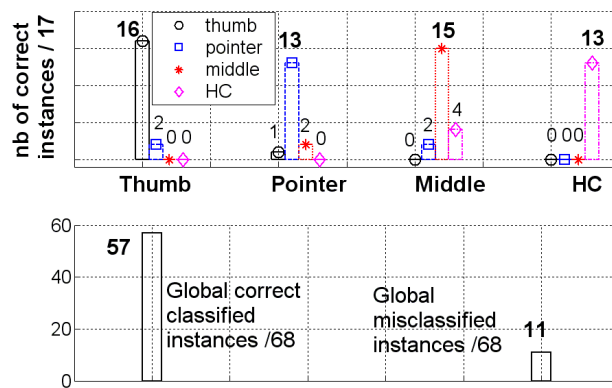 nb of correct
instances / 17
16
2
0 0
thumb
pointer
middle
HC
1
13
2
0
0
2
15
4
0 0 0
13
Thumb
Pointer
Middle
HC
60
40
20
0
57
Global correct
classified
instances /68
Global
misclassified
instances /68
11